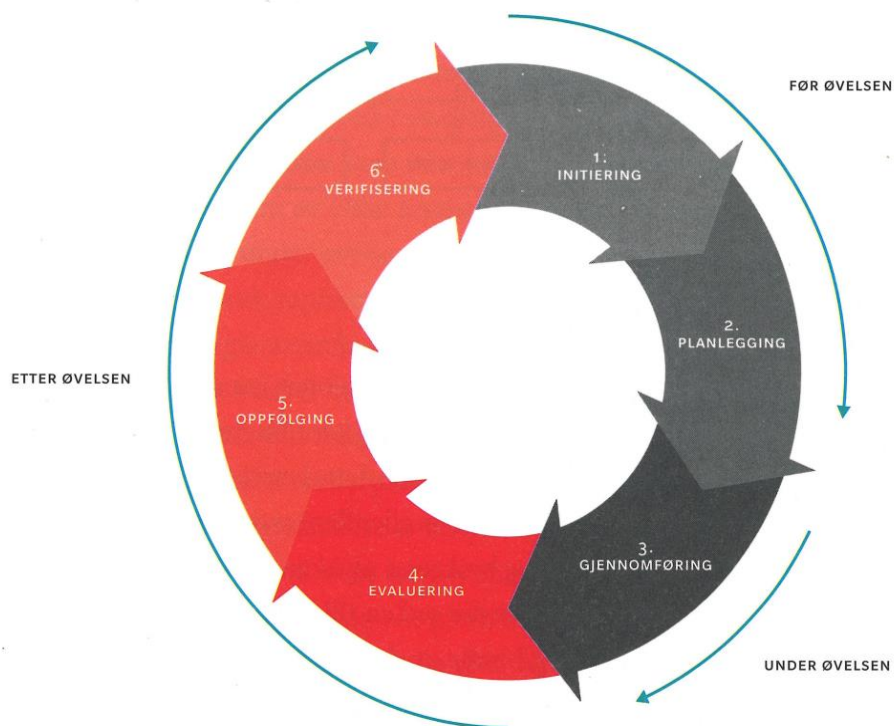 FØR ØVELSEN
1.
INITIERING
2.
PLANLEGGING
3.
GJENNOMFØRING
UNDER ØVELSEN
4.
EVALUERING
5.
OPPFØLGING
ETTER ØVELSEN
6.
VERIFISERING